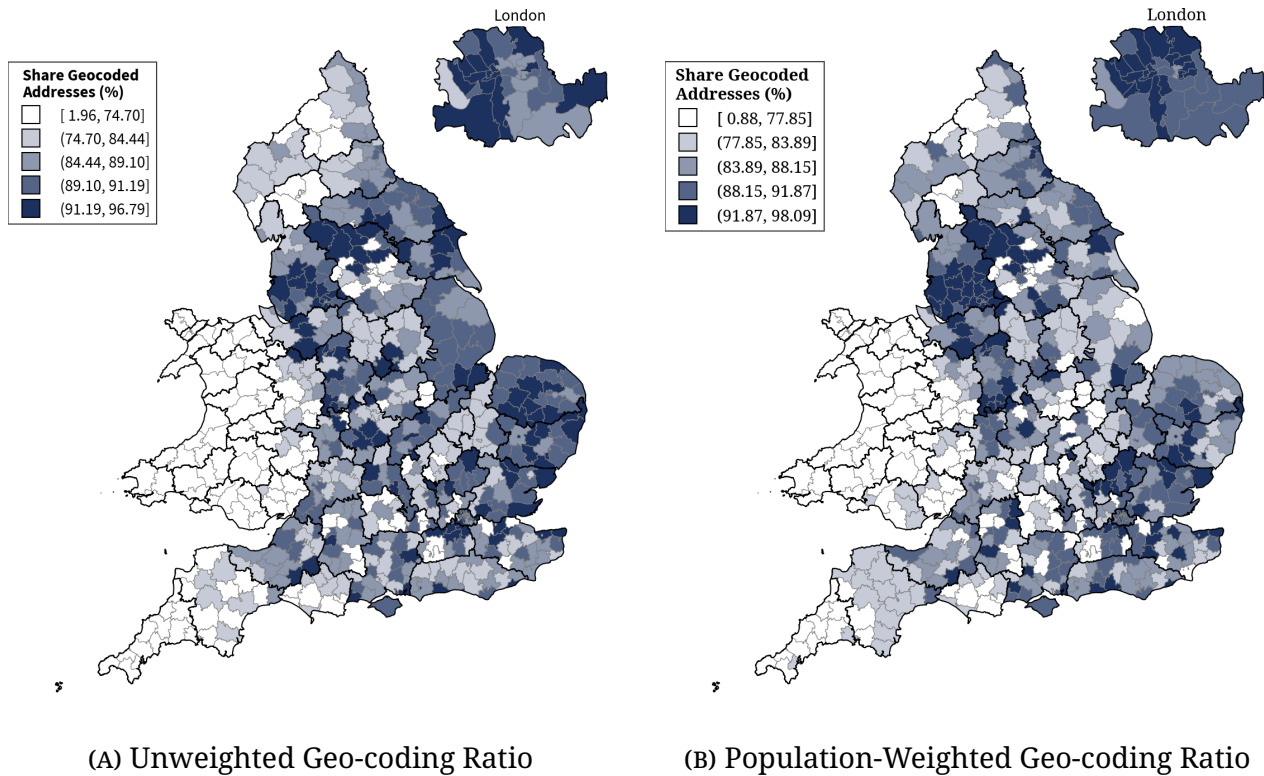 London
Share Geocoded
Addresses (%)
[ 1.96, 74.70]
(74.70, 84.44]
(84.44, 89.10]
(89.10, 91.19]
(91.19, 96.79]
(A) Unweighted Geo-coding Ratio
London
Share Geocoded
Addresses (%)
[ 0.88, 77.85]
(77.85, 83.89]
(83.89, 88.15]
(88.15, 91.87]
(91.87, 98.09]
(B) Population-Weighted Geo-coding Ratio